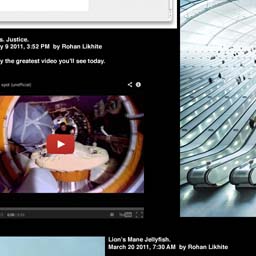 s. Justice.
y 9 2011, 3:52 PM by Rohan Likhite
y the greatest video you'll see today.
spot (unofficial)
Lion's Mane Jellyfish.
March 20 2011, 7:30 AM by Rohan Likhite